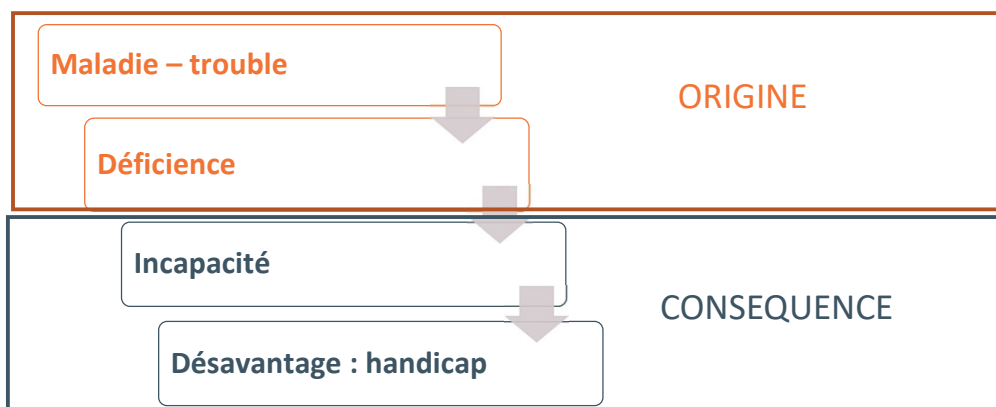 Maladie – trouble
ORIGINE
Déficience
Incapacité
CONSEQUENCE
Désavantage : handicap